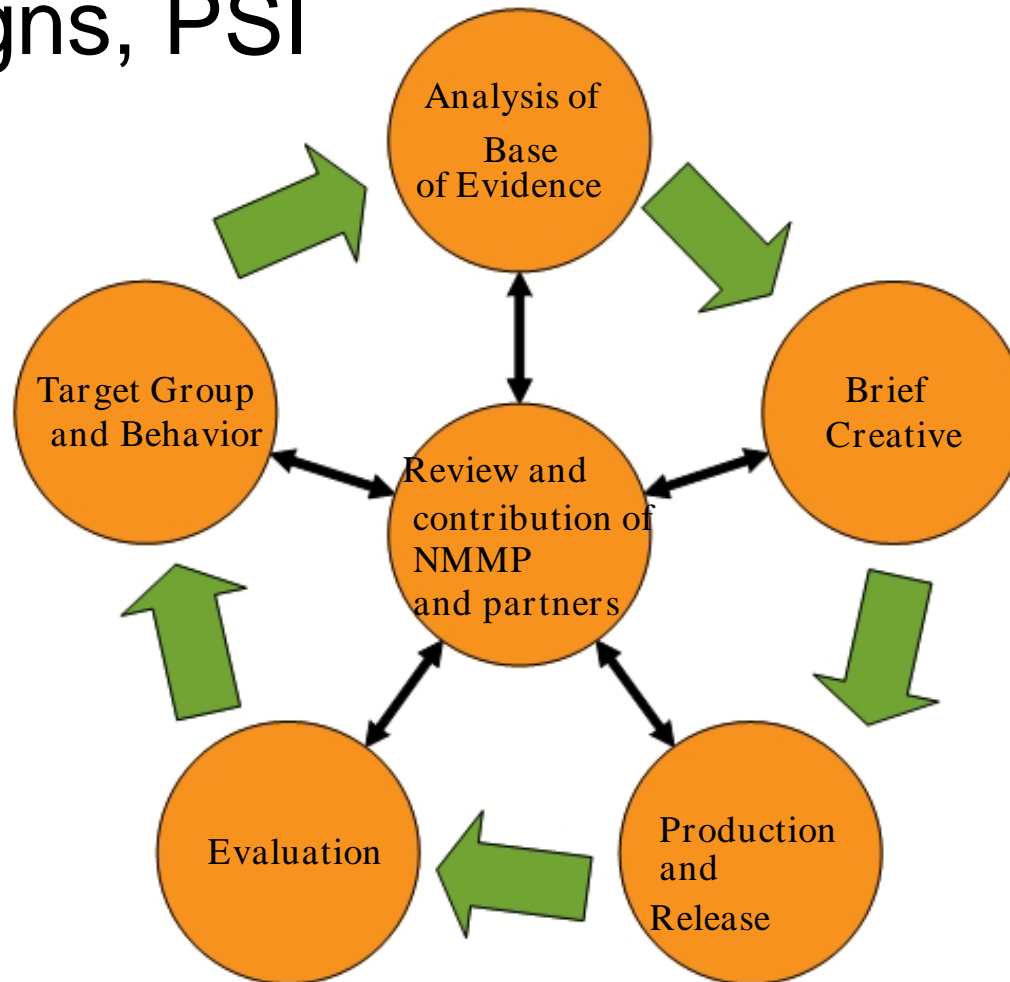 gns, PSI
Analysis of
Base
of Evidence
Target Group
and Behavior
Brief
Creative
Review and
contribution of
NMMP
and partners
Evaluation
Production
and
Release